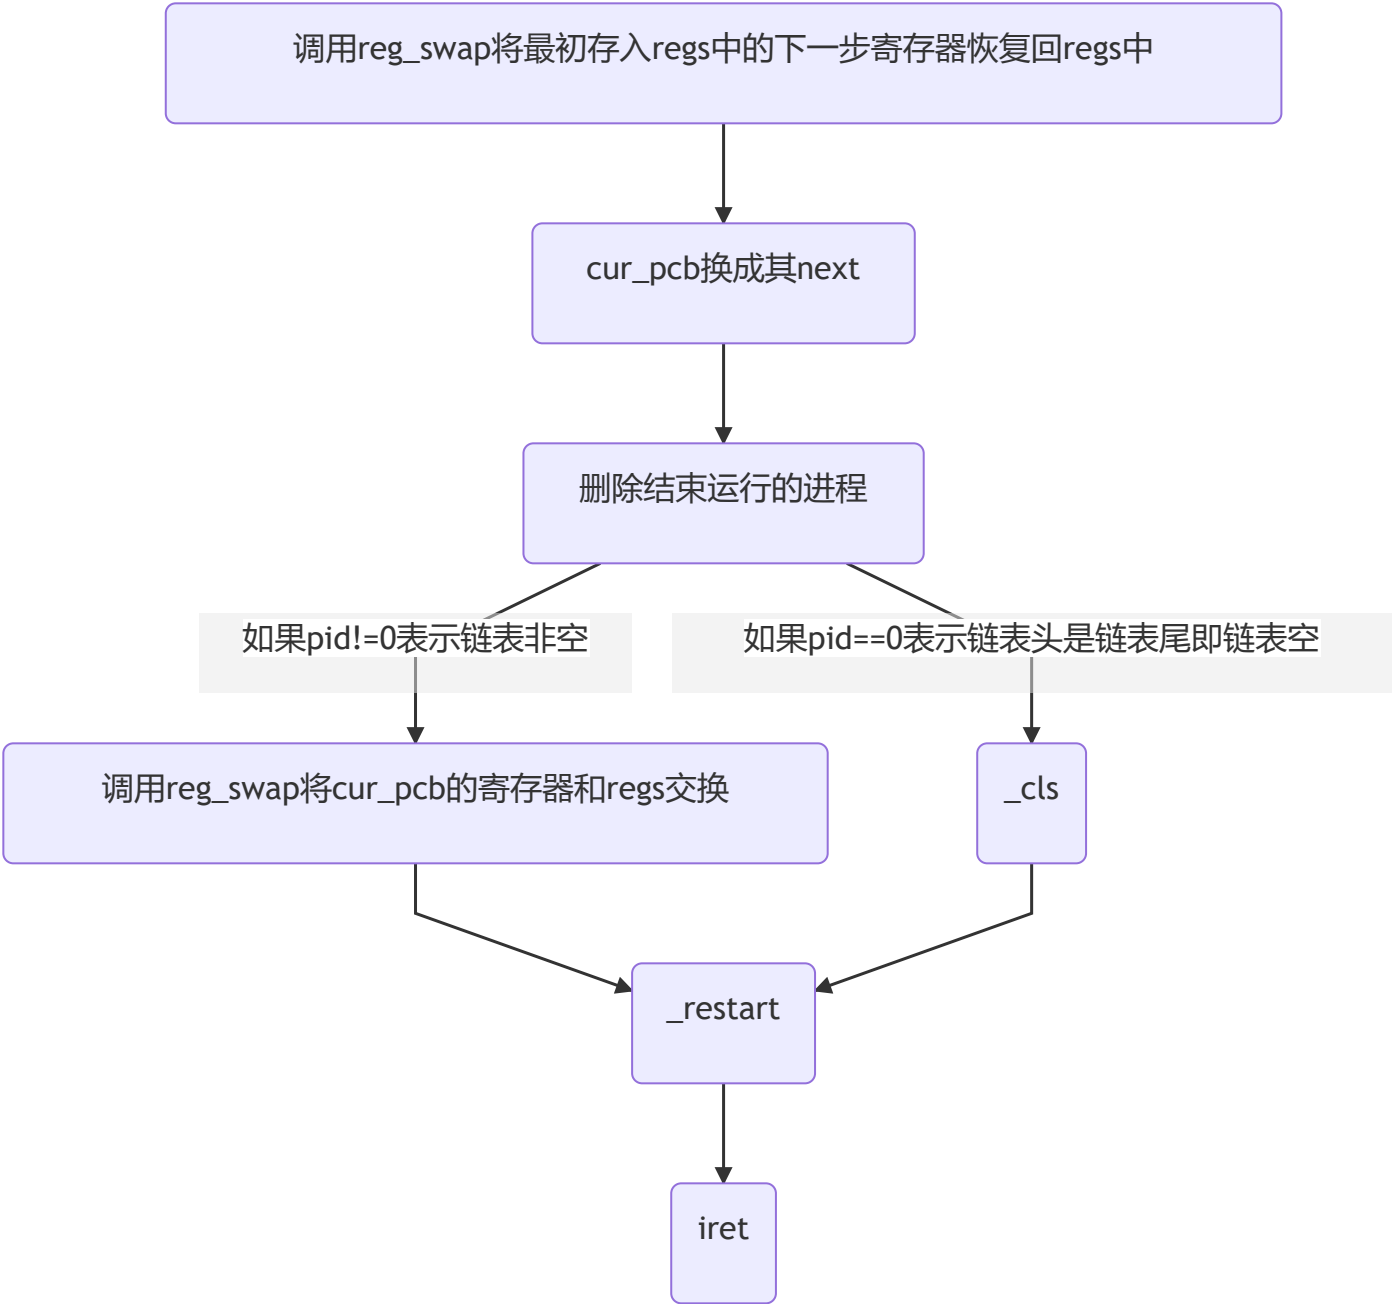 调用reg_swap将最初存入regs中的下一步寄存器恢复回regs中
cur_pcb换成其next
删除结束运行的进程
如果pid!=0表示链表非空
如果pid==0表示链表头是链表尾即链表空
调用reg_swap将cur_pcb的寄存器和regs交换
_cls
_restart
iret